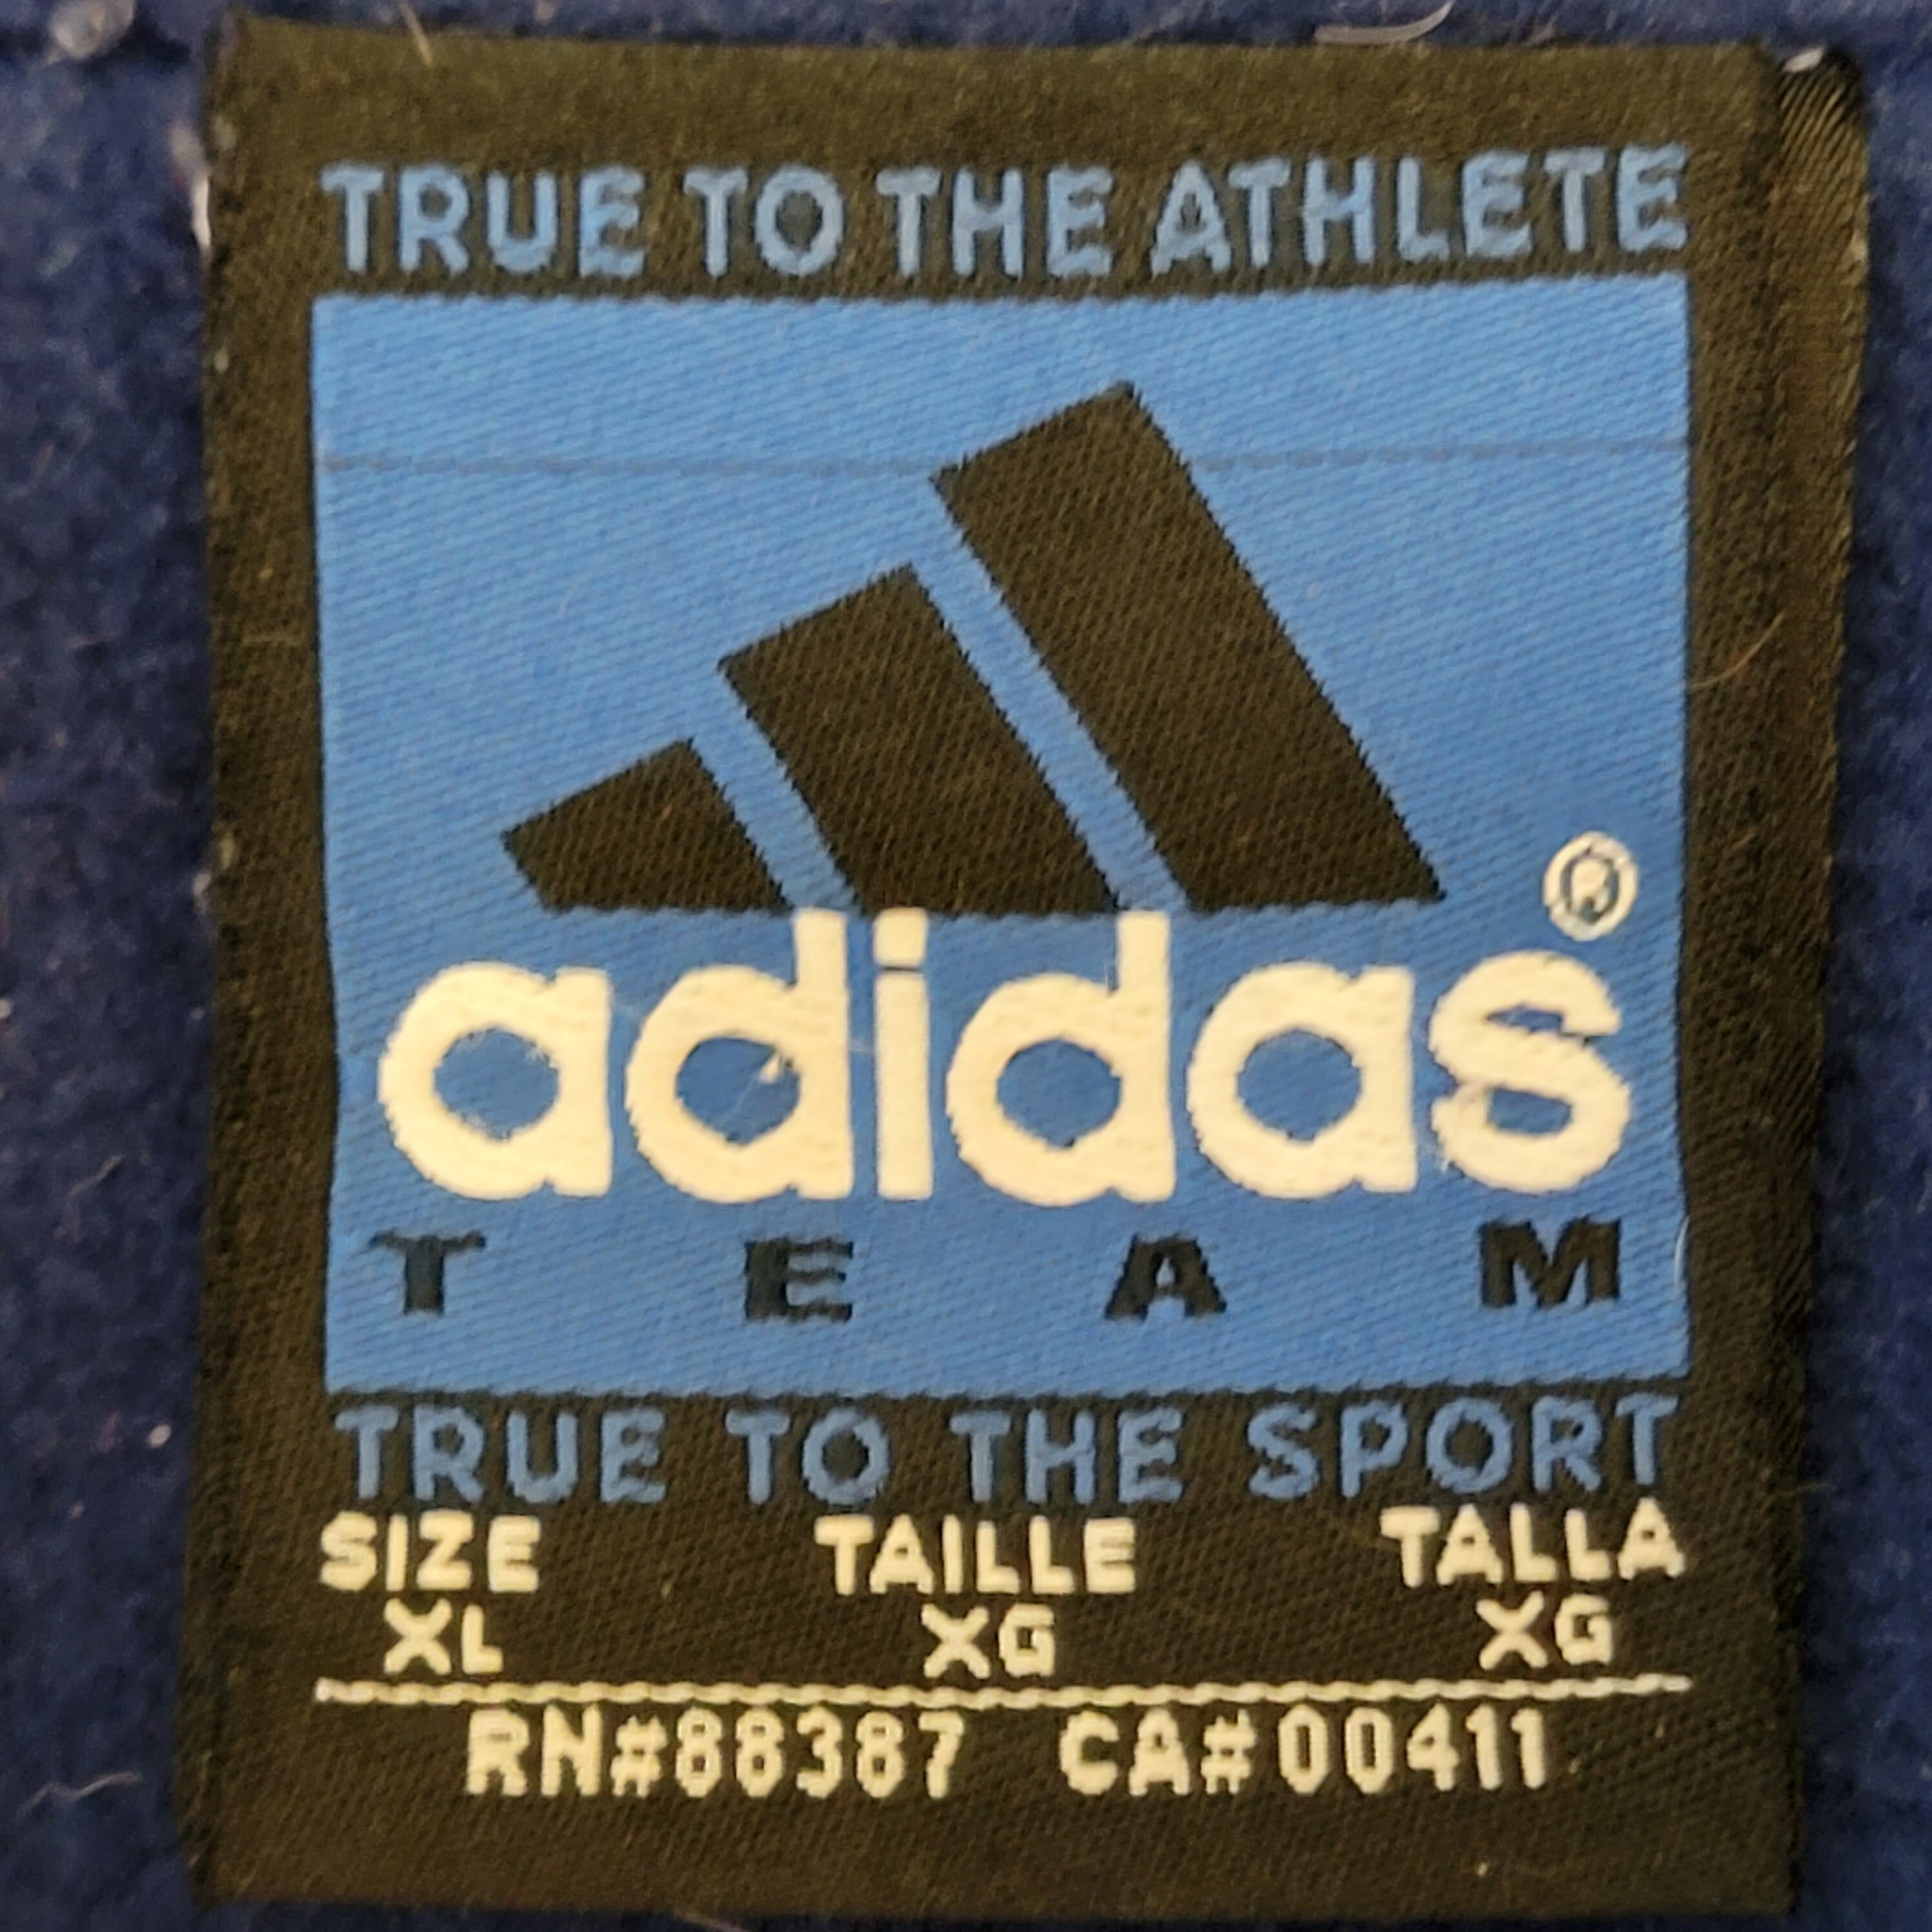 TRUE TO THE ATHLETE
®
adidas
T E A M
TRUE TO THE SPORT
SIZE TAILLE TALLA
XL XG XG
RN#88387 CA#00411